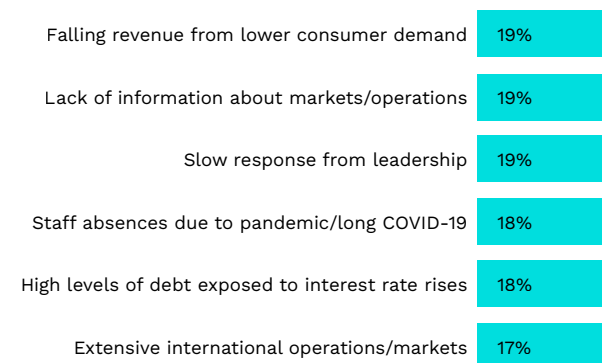 Falling revenue from lower consumer demand 19%
Lack of information about markets/operations 19%
Slow response from leadership 19%
Staff absences due to pandemic/long COVID-19 18%
High levels of debt exposed to interest rate rises 18%
Extensive international operations/markets 17%